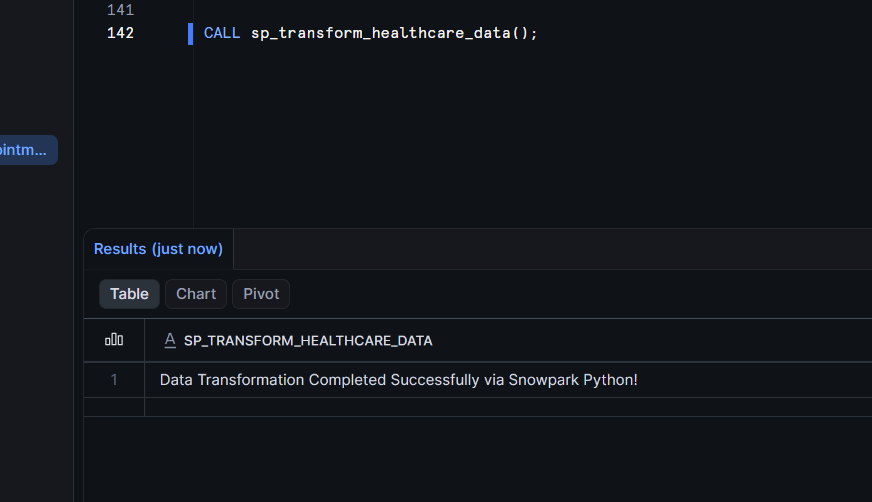 141
142 CALL sp_transform_healthcare_data();
ointm...
Results (just now)
Table Chart Pivot
A SP_TRANSFORM_HEALTHCARE_DATA
1 Data Transformation Completed Successfully via Snowpark Python!